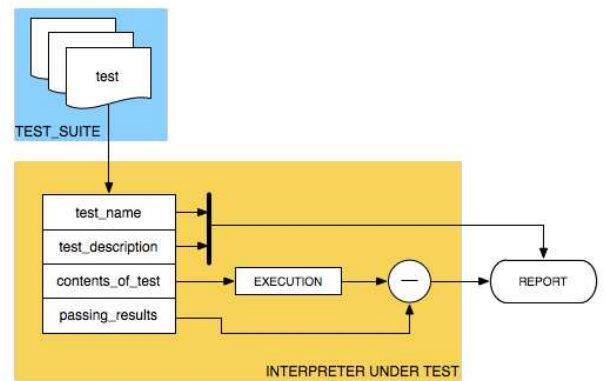 test
TEST_SUITE
test_name
test_description
contents_of_test
EXECUTION
REPORT
passing_results
INTERPRETER UNDER TEST